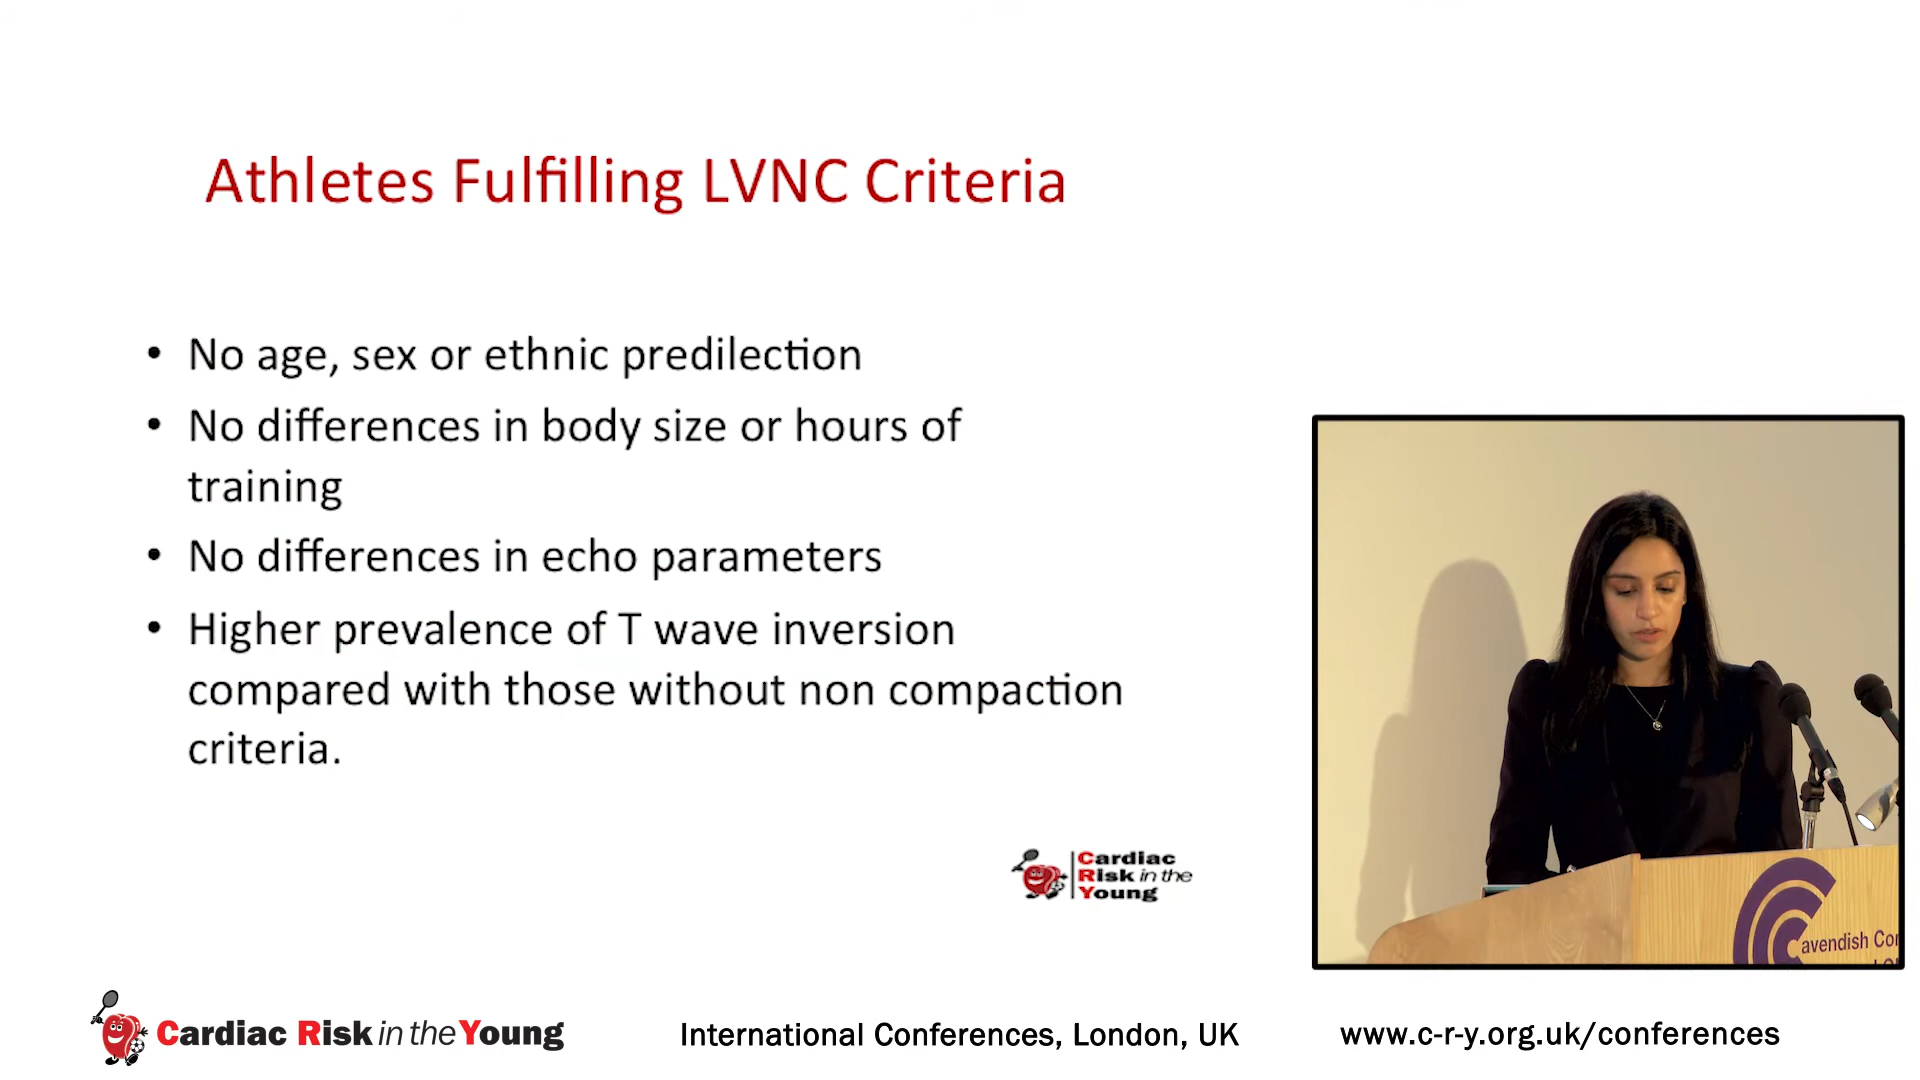 Athletes Fulfilling LVNC Criteria
• No age, sex or ethnic predilection
• No differences in body size or hours of
training
• No differences in echo parameters
• Higher prevalence of T wave inversion
compared with those without non compaction
criteria.
Cardiac
Risk in the
Young
avendish Con
Cardiac Risk in the Young
International Conferences, London, UK
www.c-r-y.org.uk/conferences